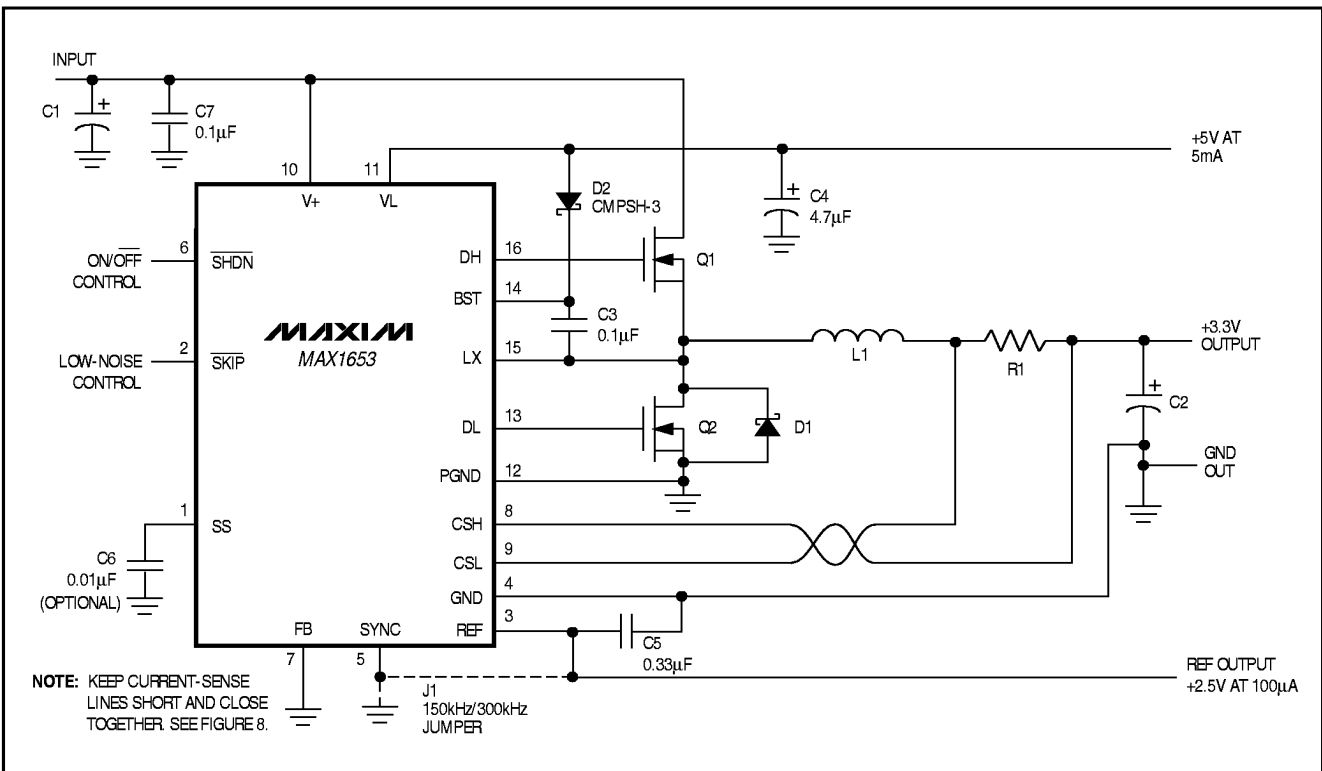 INPUT
C1
+
C7
0.1μF
+5V AT
5mA
10
11
V+
VL
D2
CMPSH-3
+
C4
4.7μF
ON/OFF
CONTROL
6
SHDN
DH
16
Q1
BST
14
C3
0.1μF
MAXIM
MAX1653
LX
15
L1
R1
+3.3V
OUTPUT
LOW-NOISE
CONTROL
2
SKIP
+
C2
DL
13
Q2
D1
GND
OUT
PGND
12
1
SS
CSH
8
C6
0.01μF
(OPTIONAL)
CSL
9
GND
4
FB
SYNC
REF
3
C5
0.33μF
7
5
J1
150kHz/300kHz
JUMPER
REF OUTPUT
+2.5V AT 100μA
NOTE: KEEP CURRENT-SENSE
LINES SHORT AND CLOSE
TOGETHER. SEE FIGURE 8.